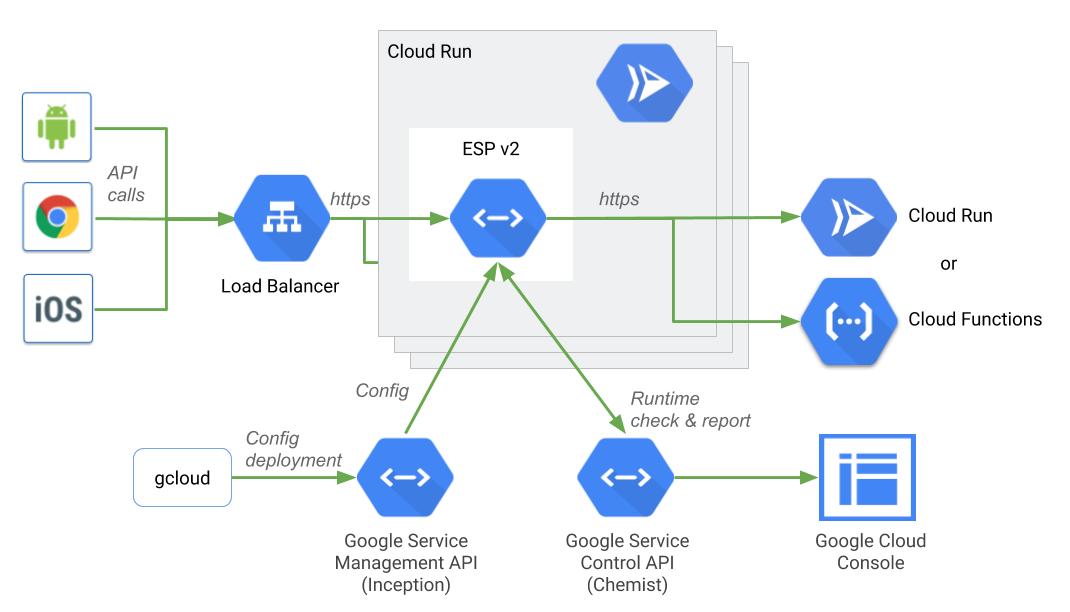 Cloud Run
ESP v2
API
calls
https
https
Cloud Run
or
Load Balancer
iOS
Cloud Functions
Config
Runtime
check & report
Config
deployment
gcloud
Google Service
Management API
(Inception)
Google Service
Control API
(Chemist)
Google Cloud
Console